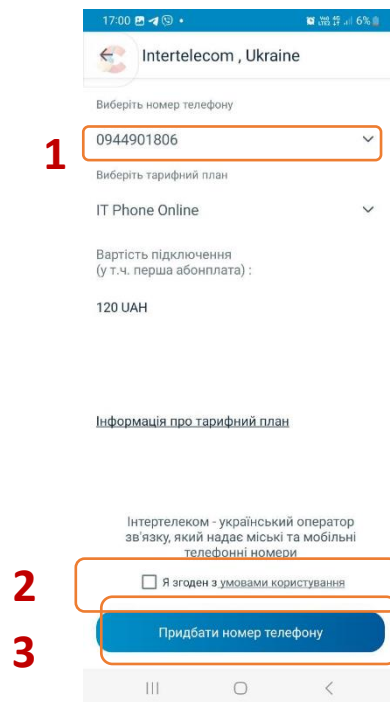 17:00
6%
Intertelecom , Ukraine
Виберіть номер телефону
1
0944901806
Виберіть тарифний план
IT Phone Online
Вартість підключення
(у т.ч. перша абонплата) :
120 UAH
Інформація про тарифний план
Інтертелеком - український оператор
зв'язку, який надає міські та мобільні
телефонні номери
2
Я згоден з умовами користування
Придбати номер телефону
3